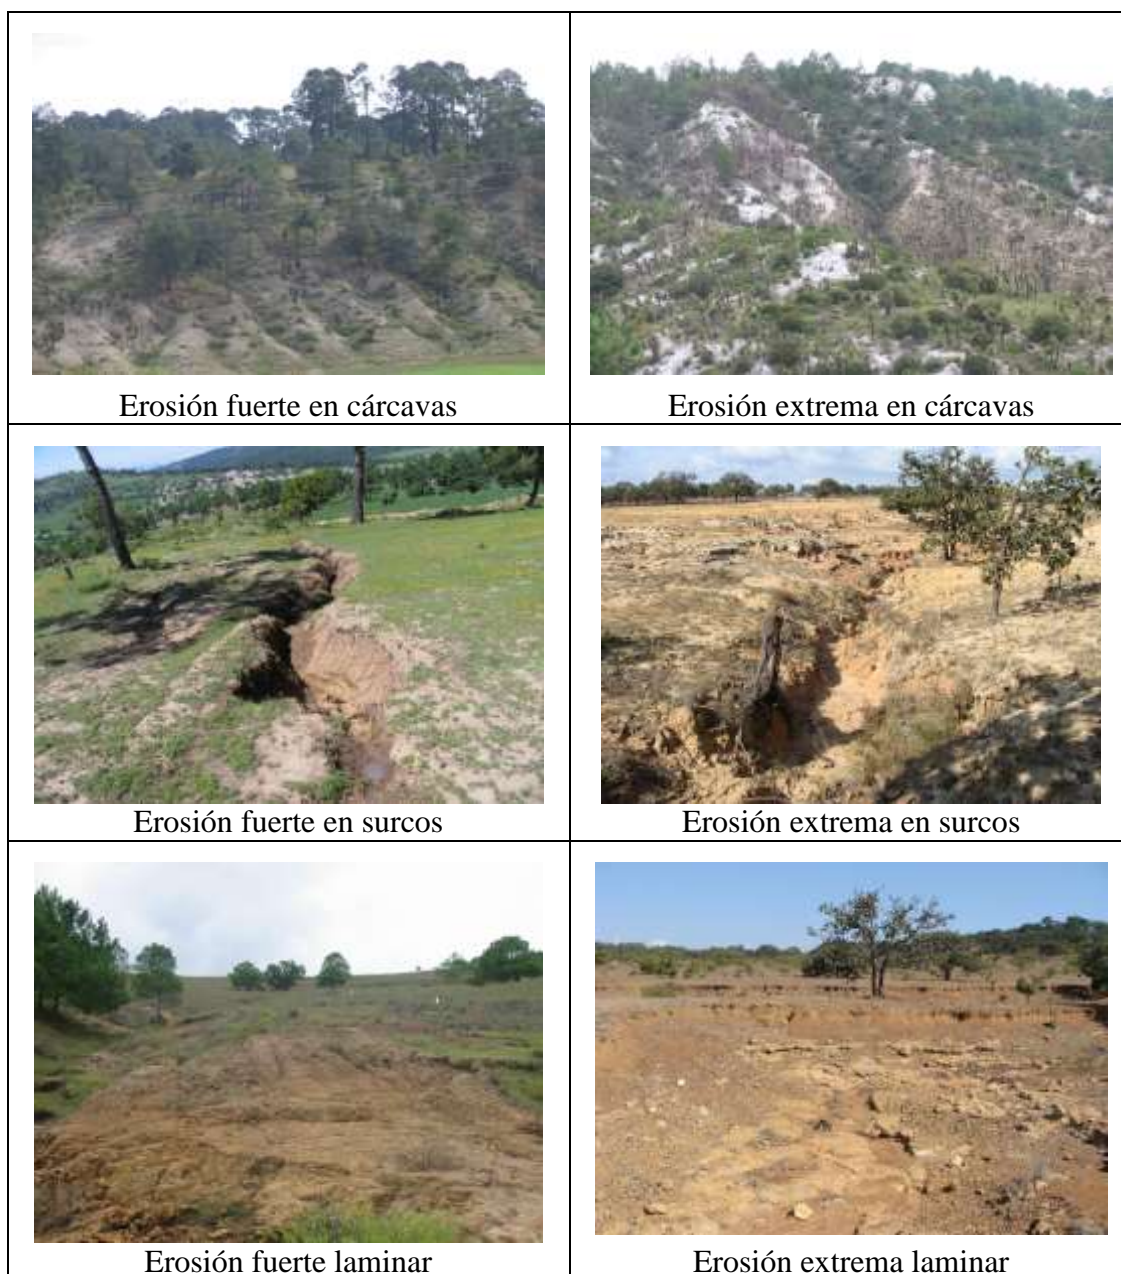 Erosión fuerte en cárcavas
Erosión extrema en cárcavas
Erosión fuerte en surcos
Erosión extrema en surcos
Erosión fuerte laminar
Erosión extrema laminar